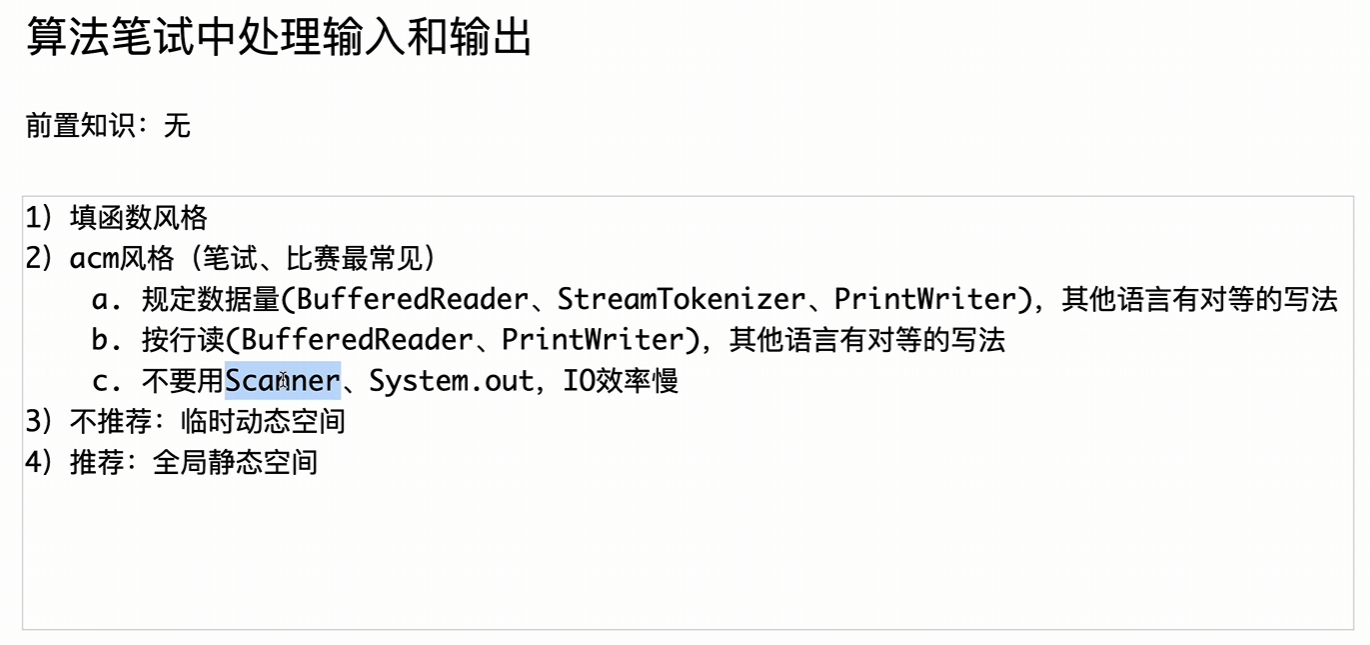 算法笔试中处理输入和输出
前置知识：无
1）填函数风格
2）acm风格（笔试、比赛最常见）
a. 规定数据量(BufferedReader、StreamTokenizer、PrintWriter)，其他语言有对等的写法
b. 按行读(BufferedReader、PrintWriter)，其他语言有对等的写法
c. 不要用Scanner、System.out，IO效率慢
3）不推荐：临时动态空间
4）推荐：全局静态空间